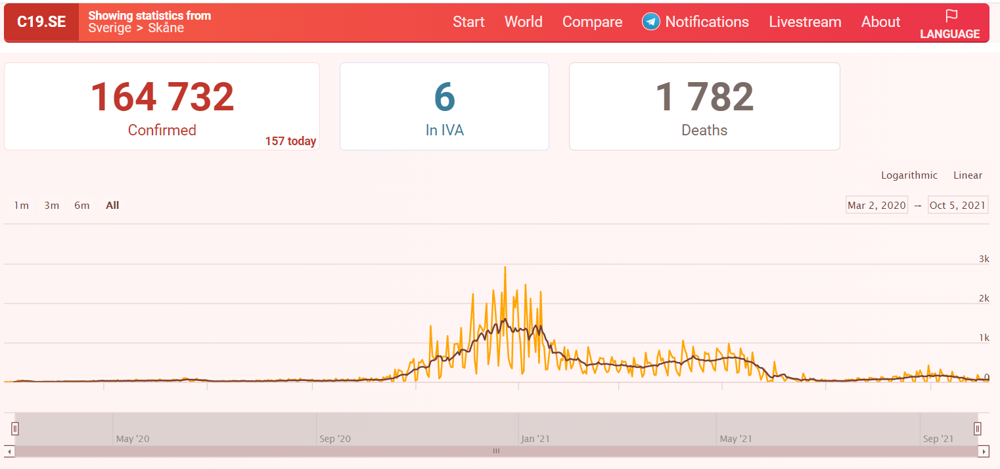 C19.SE
Showing statistics from
Sverige > Skåne
Start World Compare Notifications Livestream About
LANGUAGE
164 732
Confirmed
157 today
6
In IVA
1 782
Deaths
Logarithmic Linear
1m 3m 6m All
Mar 2, 2020 → Oct 5, 2021
3k
2k
1k
0
May '20 Sep '20 Jan '21 May '21 Sep '21